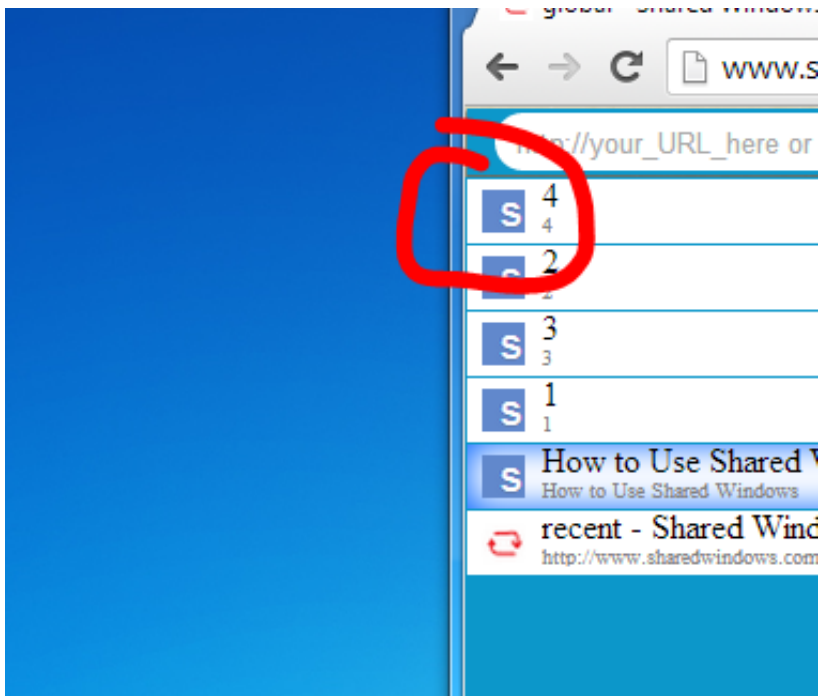 global - Shared Windows
www.s
http://your_URL_here or
S 4
4
S 2
2
S 3
3
S 1
1
S How to Use Shared
How to Use Shared Windows
recent - Shared Wind
http://www.sharedwindows.com